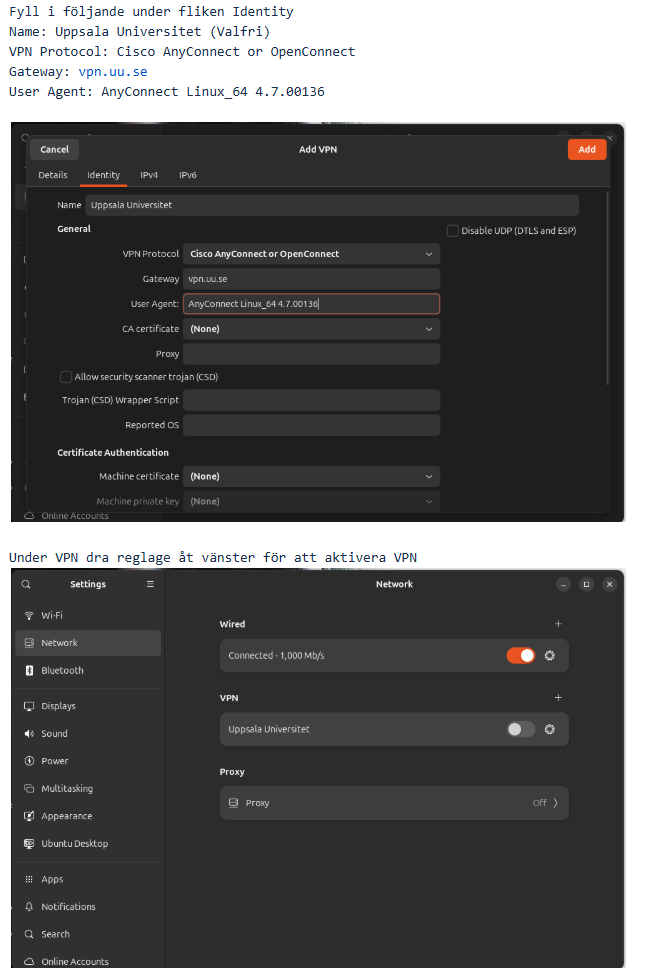 Fyll i följande under fliken Identity
Name: Uppsala Universitet (Valfri)
VPN Protocol: Cisco AnyConnect or OpenConnect
Gateway: vpn.uu.se
User Agent: AnyConnect Linux_64 4.7.00136
Cancel Add VPN Add
Details Identity IPv4 IPv6
Name Uppsala Universitet
General
Disable UDP (DTLS and ESP)
VPN Protocol Cisco AnyConnect or OpenConnect
Gateway vpn.uu.se
User Agent: AnyConnect Linux_64 4.7.00136
CA certificate (None)
Proxy
Allow security scanner trojan (CSD)
Trojan (CSD) Wrapper Script
Reported OS
Certificate Authentication
Machine certificate (None)
Machine private key (None)
Online Accounts
Under VPN dra reglage åt vänster för att aktivera VPN
Settings Network
Wi-Fi
Wired
Network
Connected - 1,000 Mb/s
Bluetooth
VPN
Displays
Uppsala Universitet
Sound
Power
Proxy
Multitasking
Proxy Off
Appearance
Ubuntu Desktop
Apps
Notifications
Search
Online Accounts